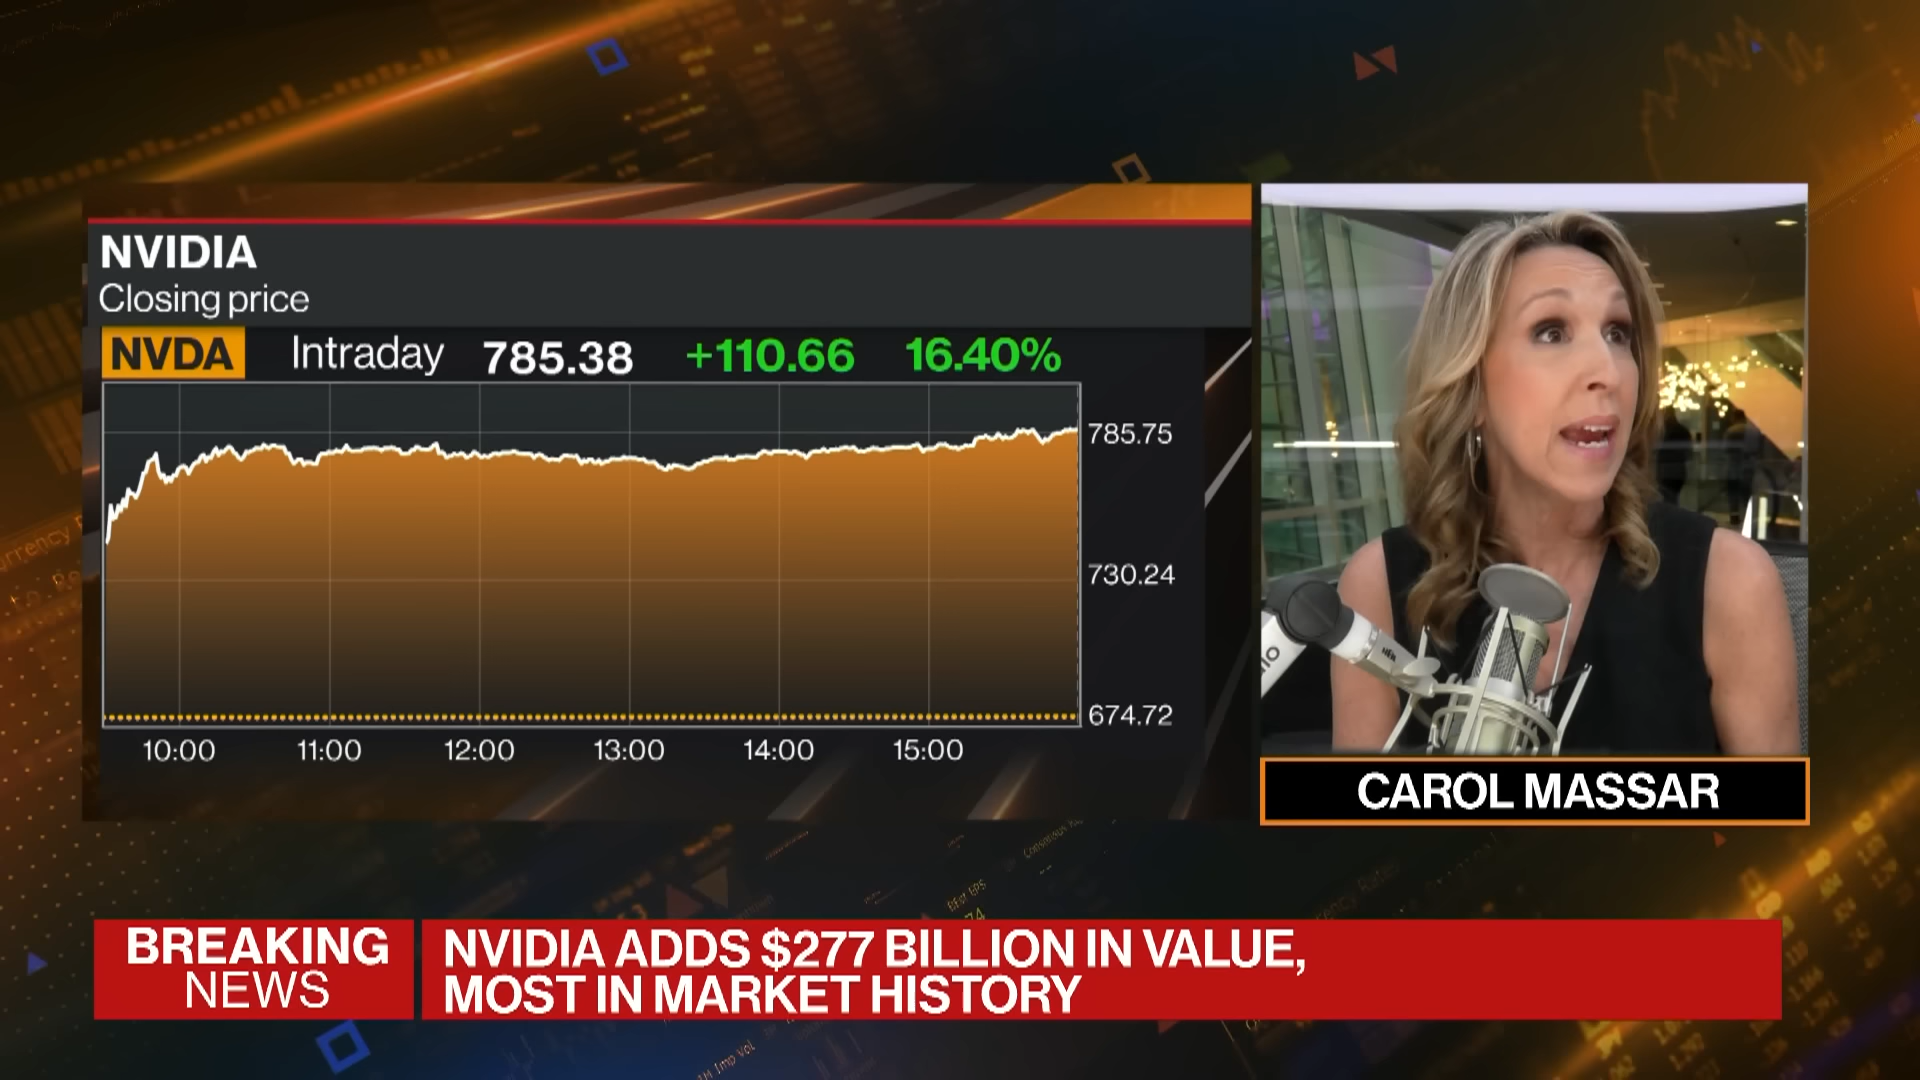 NVIDIA
Closing price
NVDA Intraday 785.38 +110.66 16.40%
785.75
730.24
674.72
10:00 11:00 12:00 13:00 14:00 15:00
CAROL MASSAR
BREAKING
NEWS
NVIDIA ADDS $277 BILLION IN VALUE,
MOST IN MARKET HISTORY